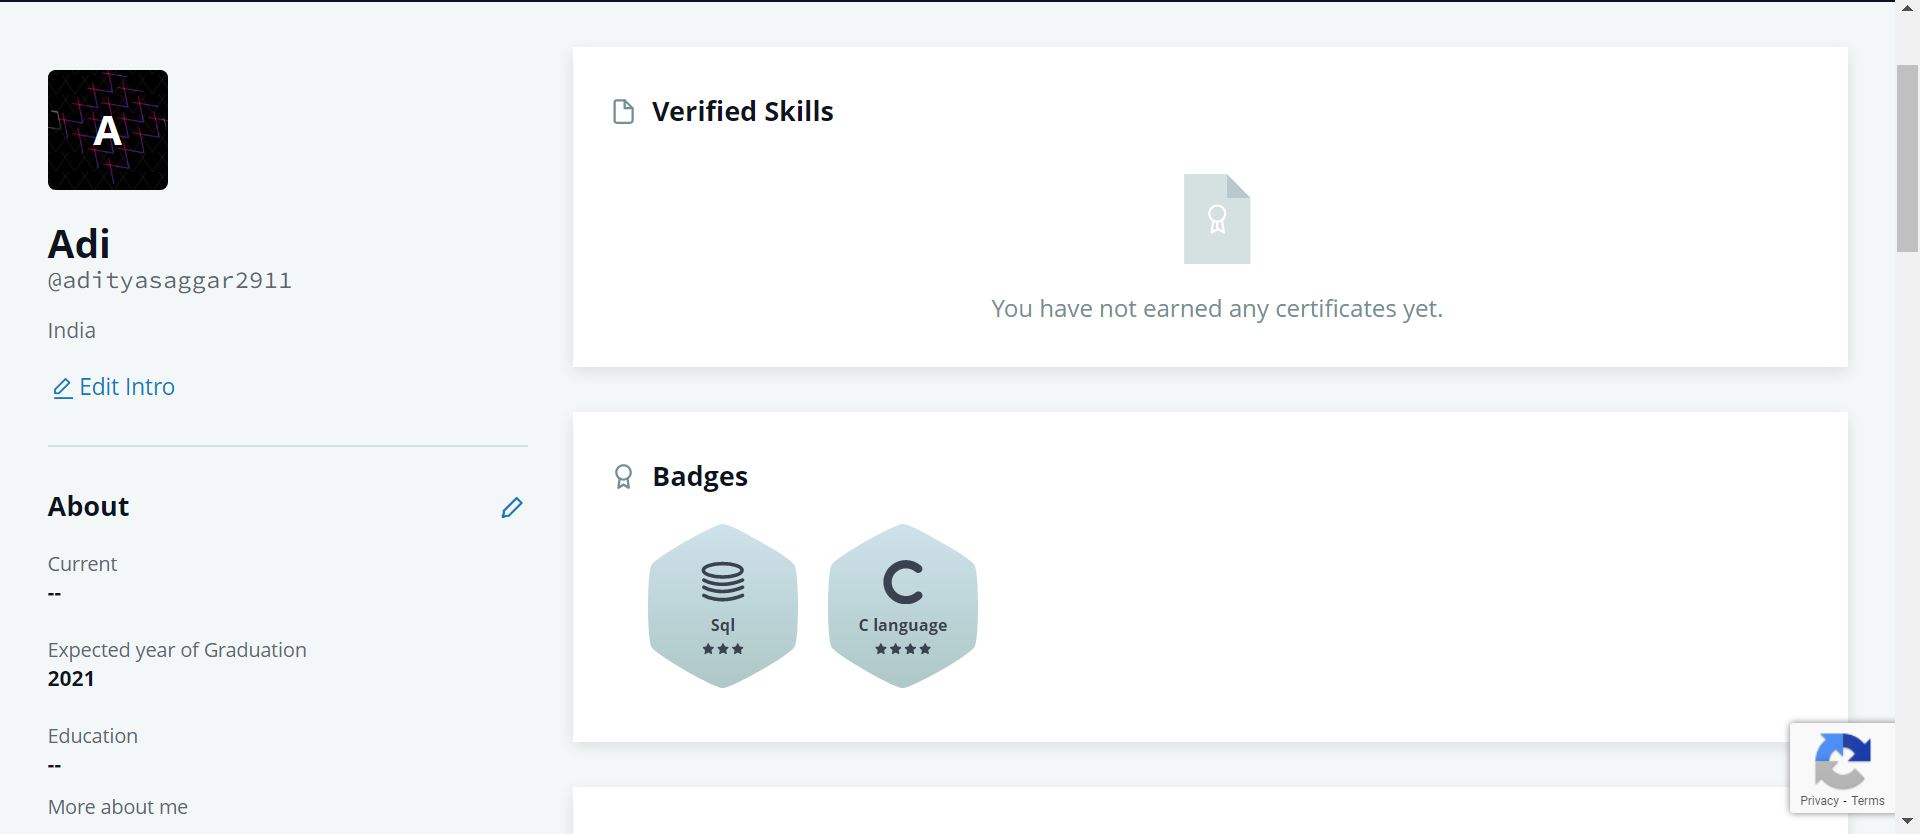 A
Adi
@adityasaggar2911
India
Edit Intro
About
Current
--
Expected year of Graduation
2021
Education
--
More about me
Verified Skills
You have not earned any certificates yet.
Badges
Sql
C language
Privacy - Terms